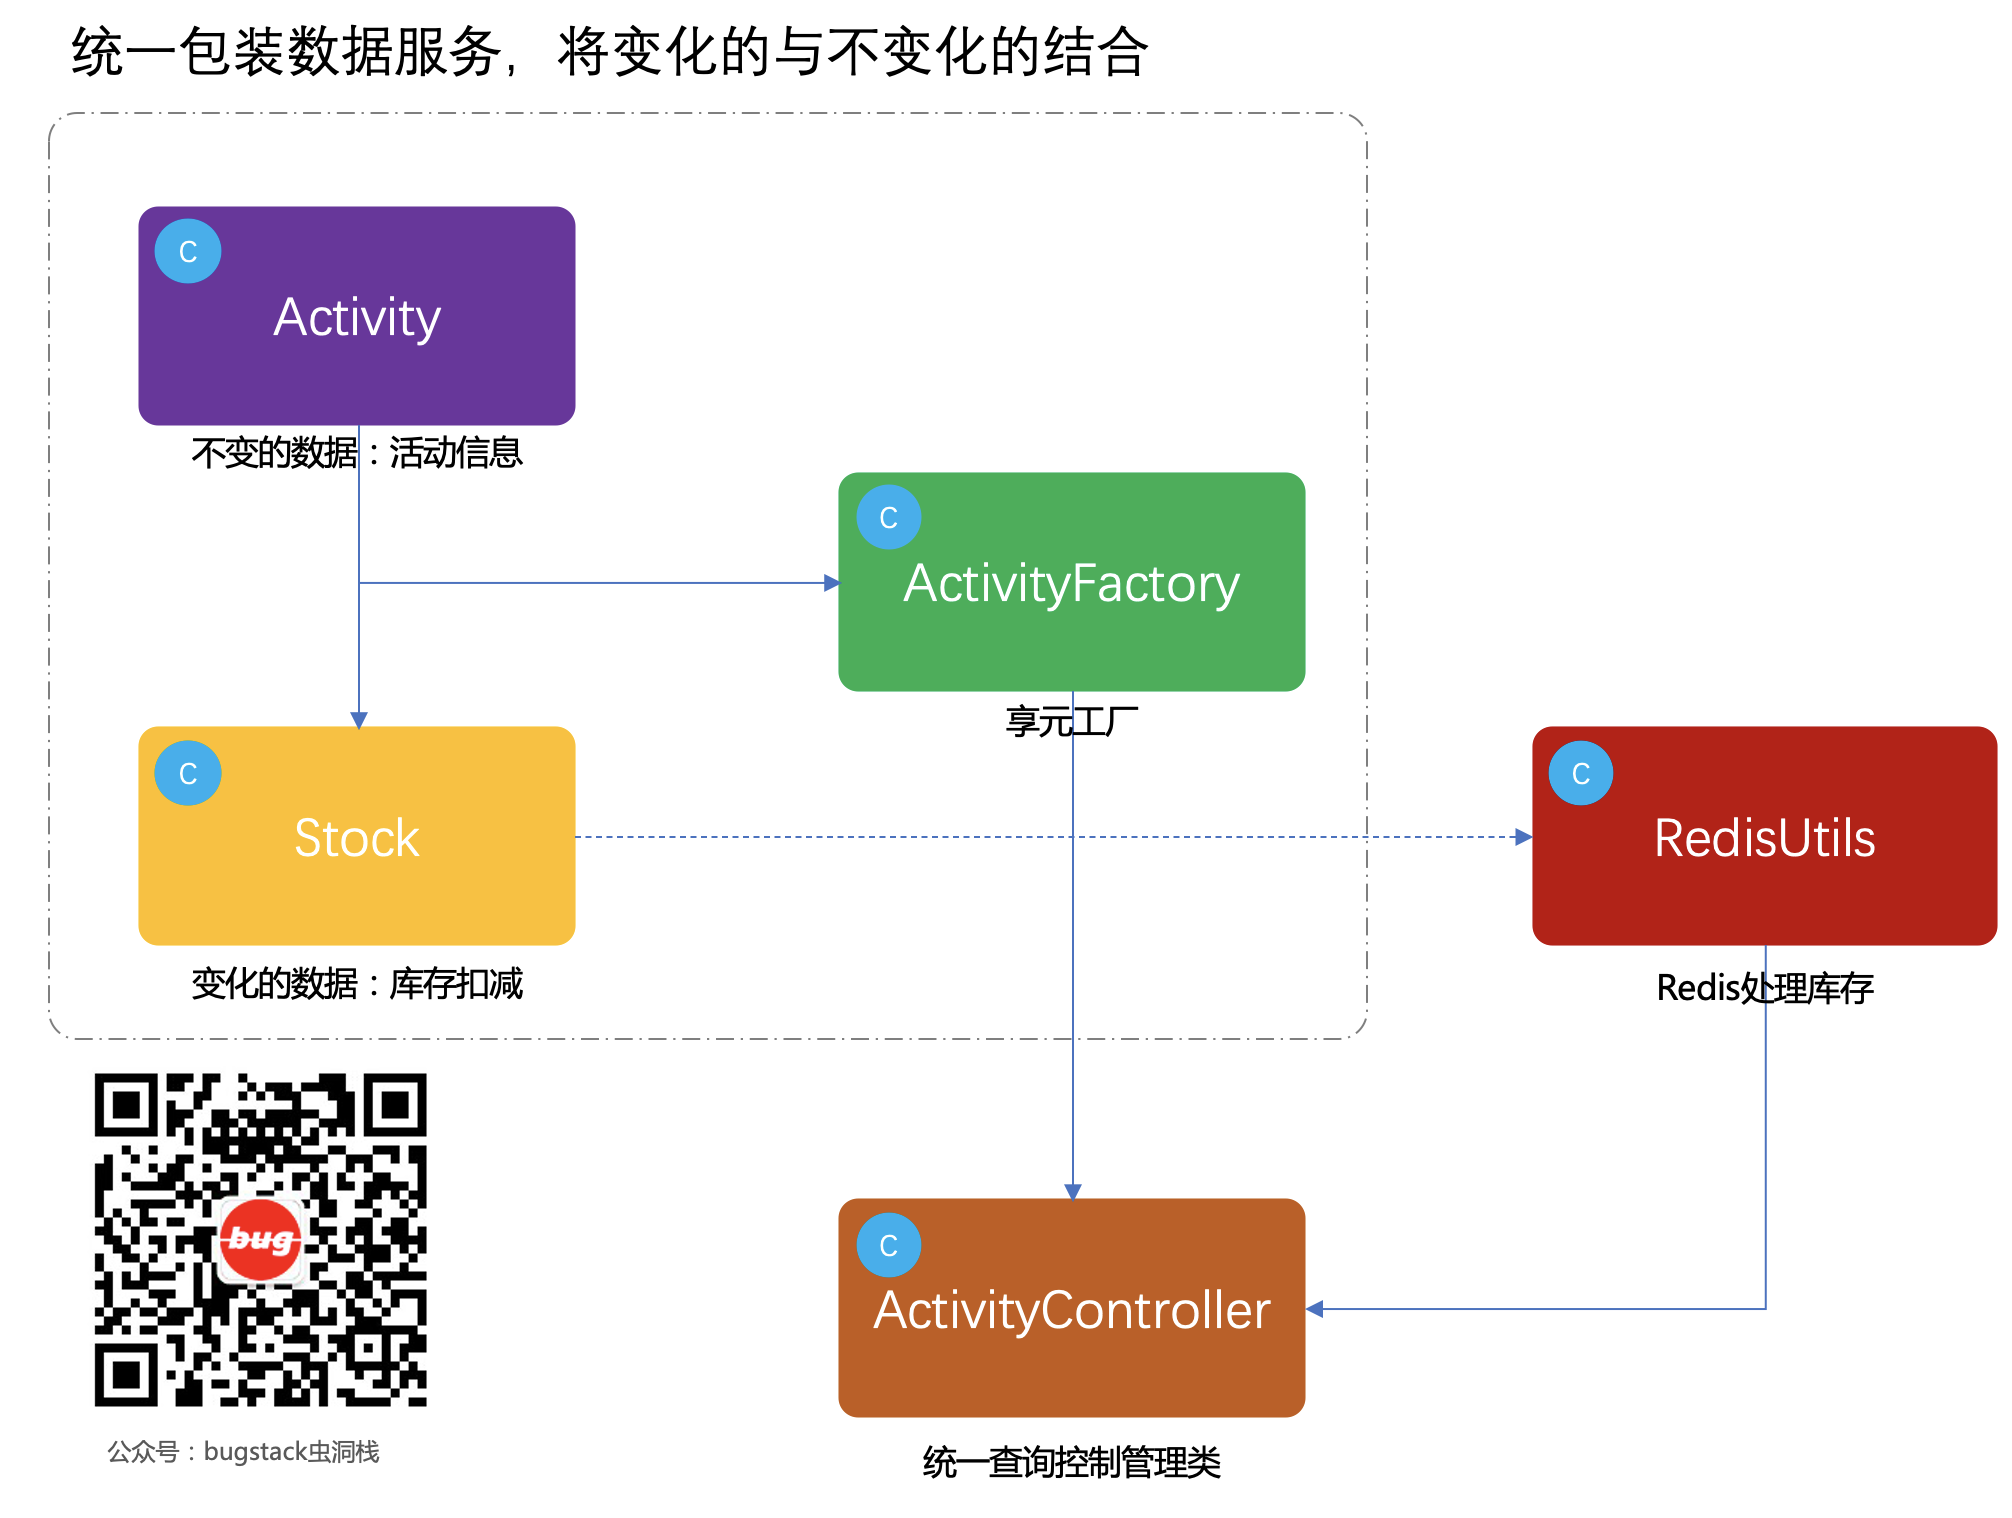 统一包装数据服务，将变化的与不变化的结合
C
Activity
不变的数据：活动信息
C
ActivityFactory
享元工厂
C
Stock
变化的数据：库存扣减
C
RedisUtils
Redis处理库存
bug
公众号：bugstack虫洞栈
C
ActivityController
统一查询控制管理类